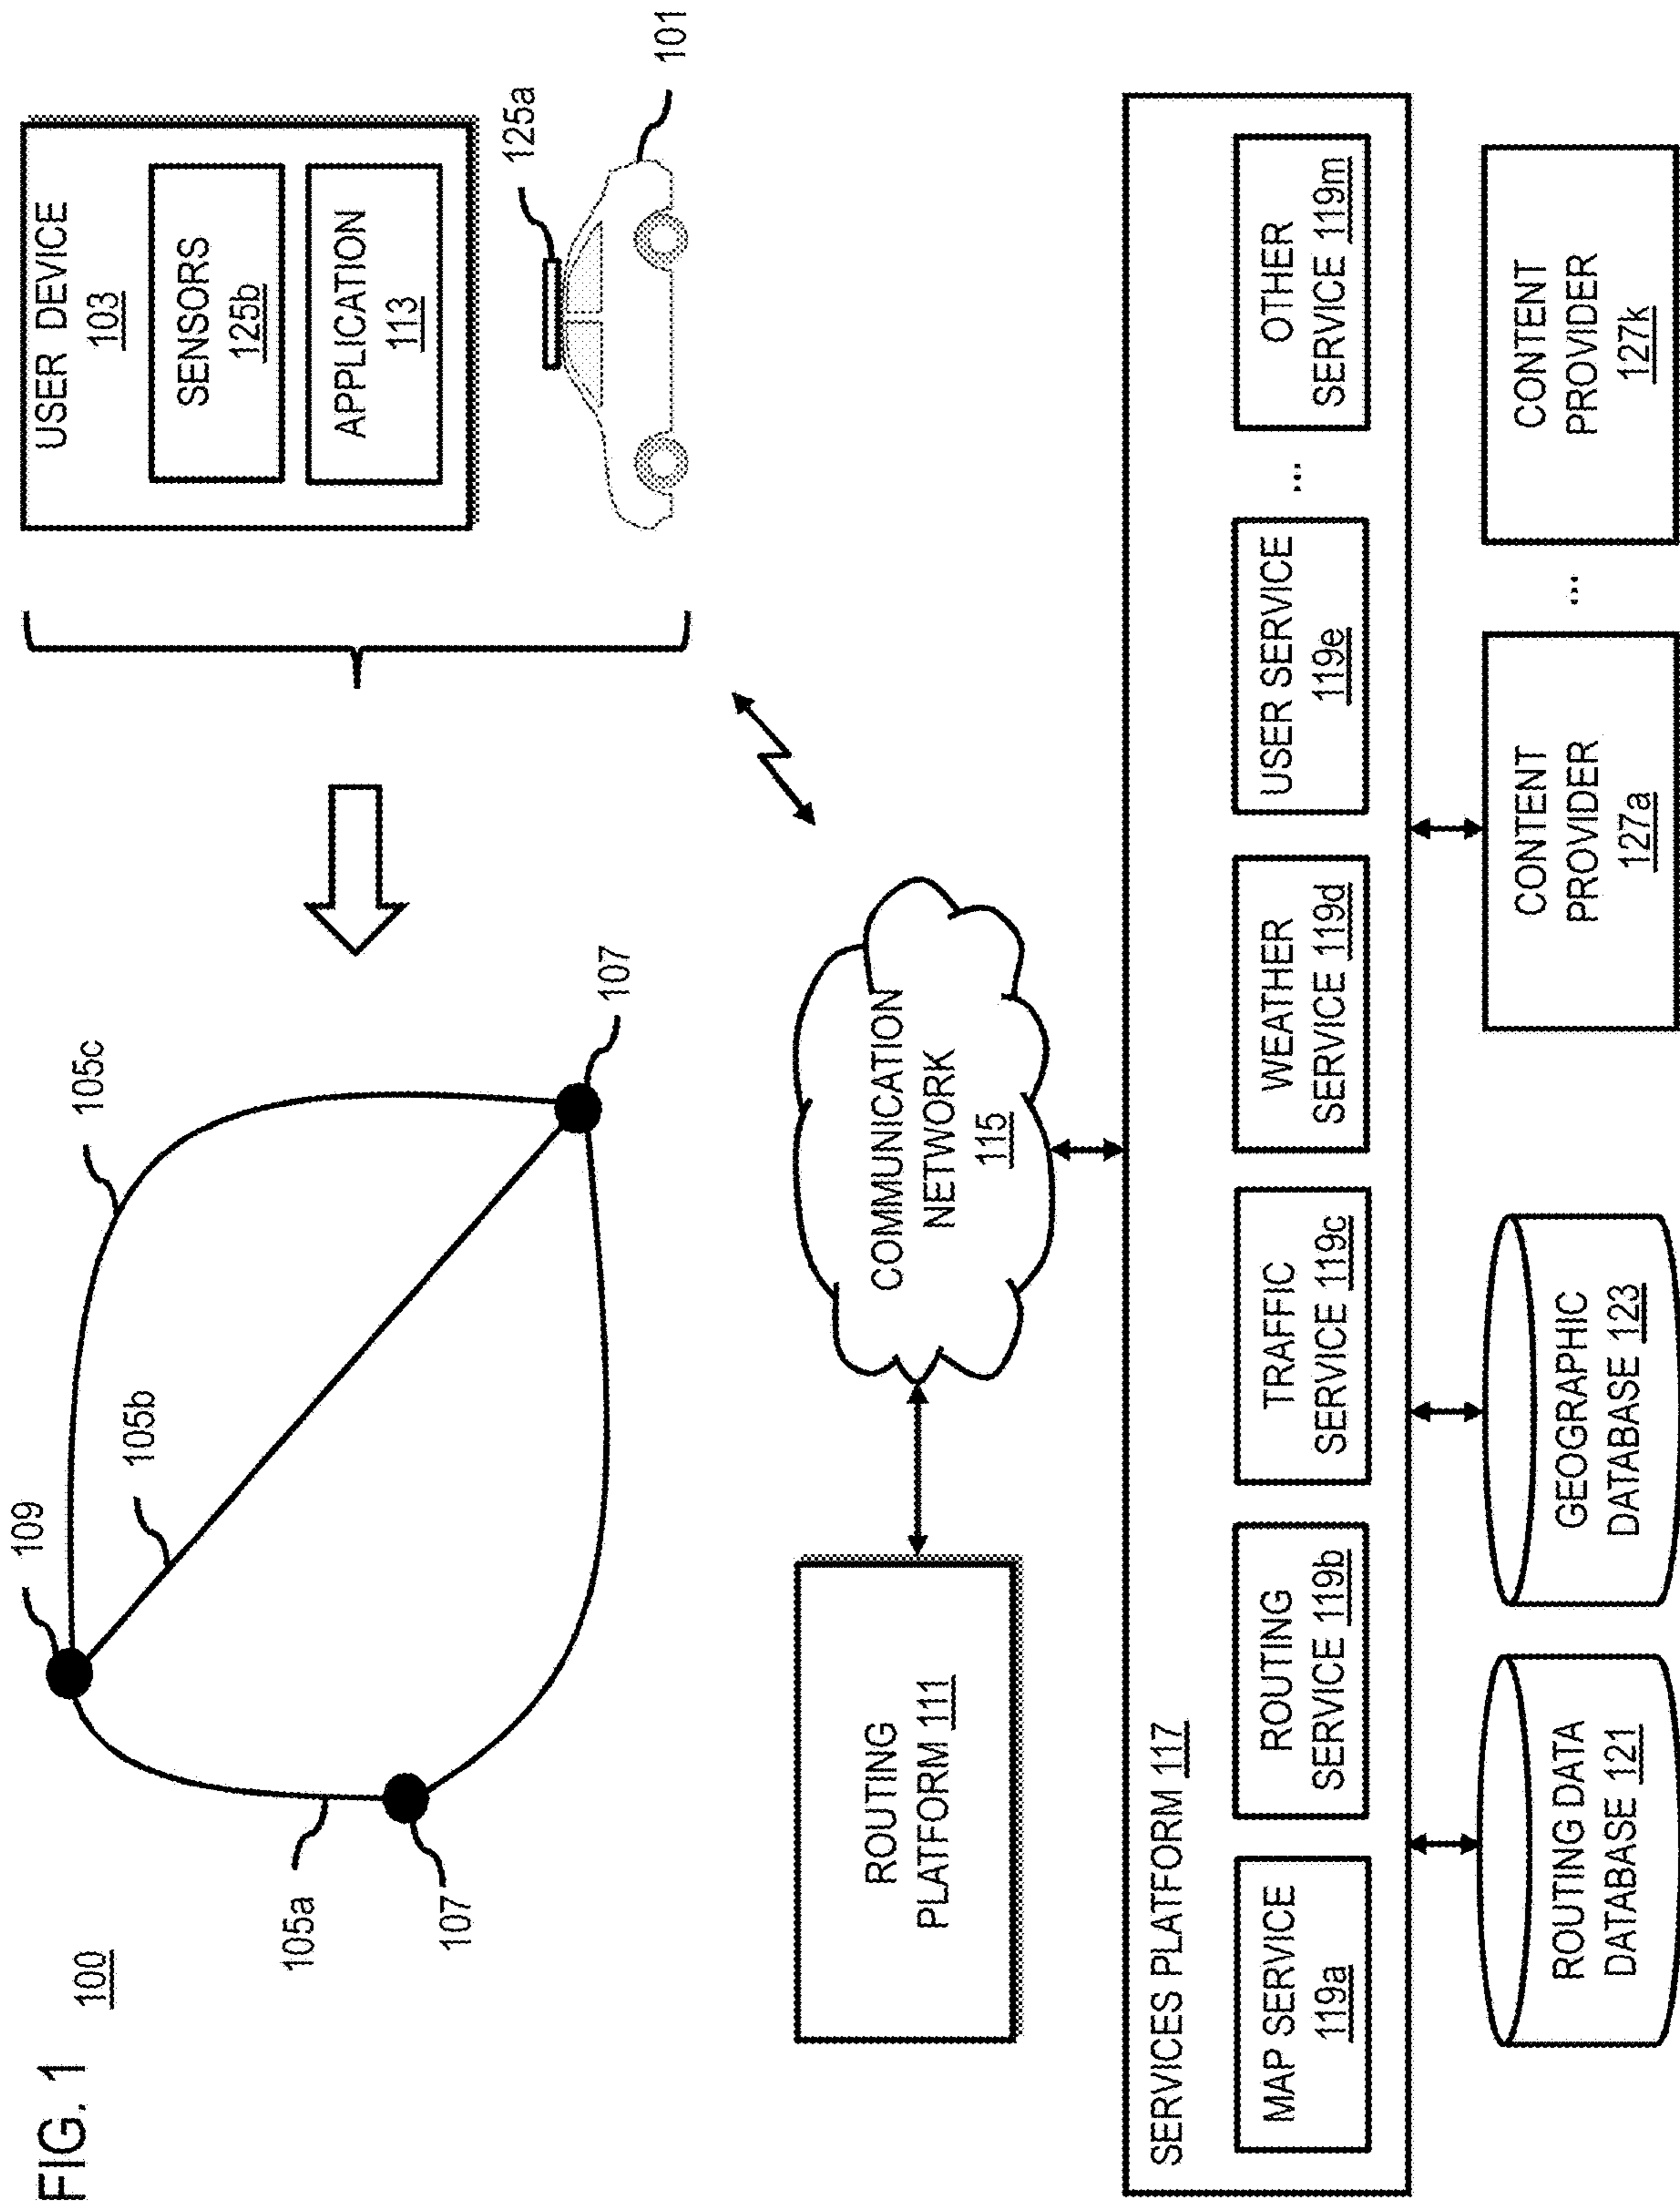 FIG. 1
100
109
105b
105c
105a
107
107
USER DEVICE
103
SENSORS
125b
APPLICATION
113
125a
101
ROUTING
PLATFORM 111
COMMUNICATION
NETWORK
115
SERVICES PLATFORM 117
MAP SERVICE
119a
ROUTING
SERVICE 119b
TRAFFIC
SERVICE 119c
WEATHER
SERVICE 119d
USER SERVICE
119e
...
OTHER
SERVICE 119m
ROUTING DATA
DATABASE 121
GEOGRAPHIC
DATABASE 123
CONTENT
PROVIDER
127a
...
CONTENT
PROVIDER
127k